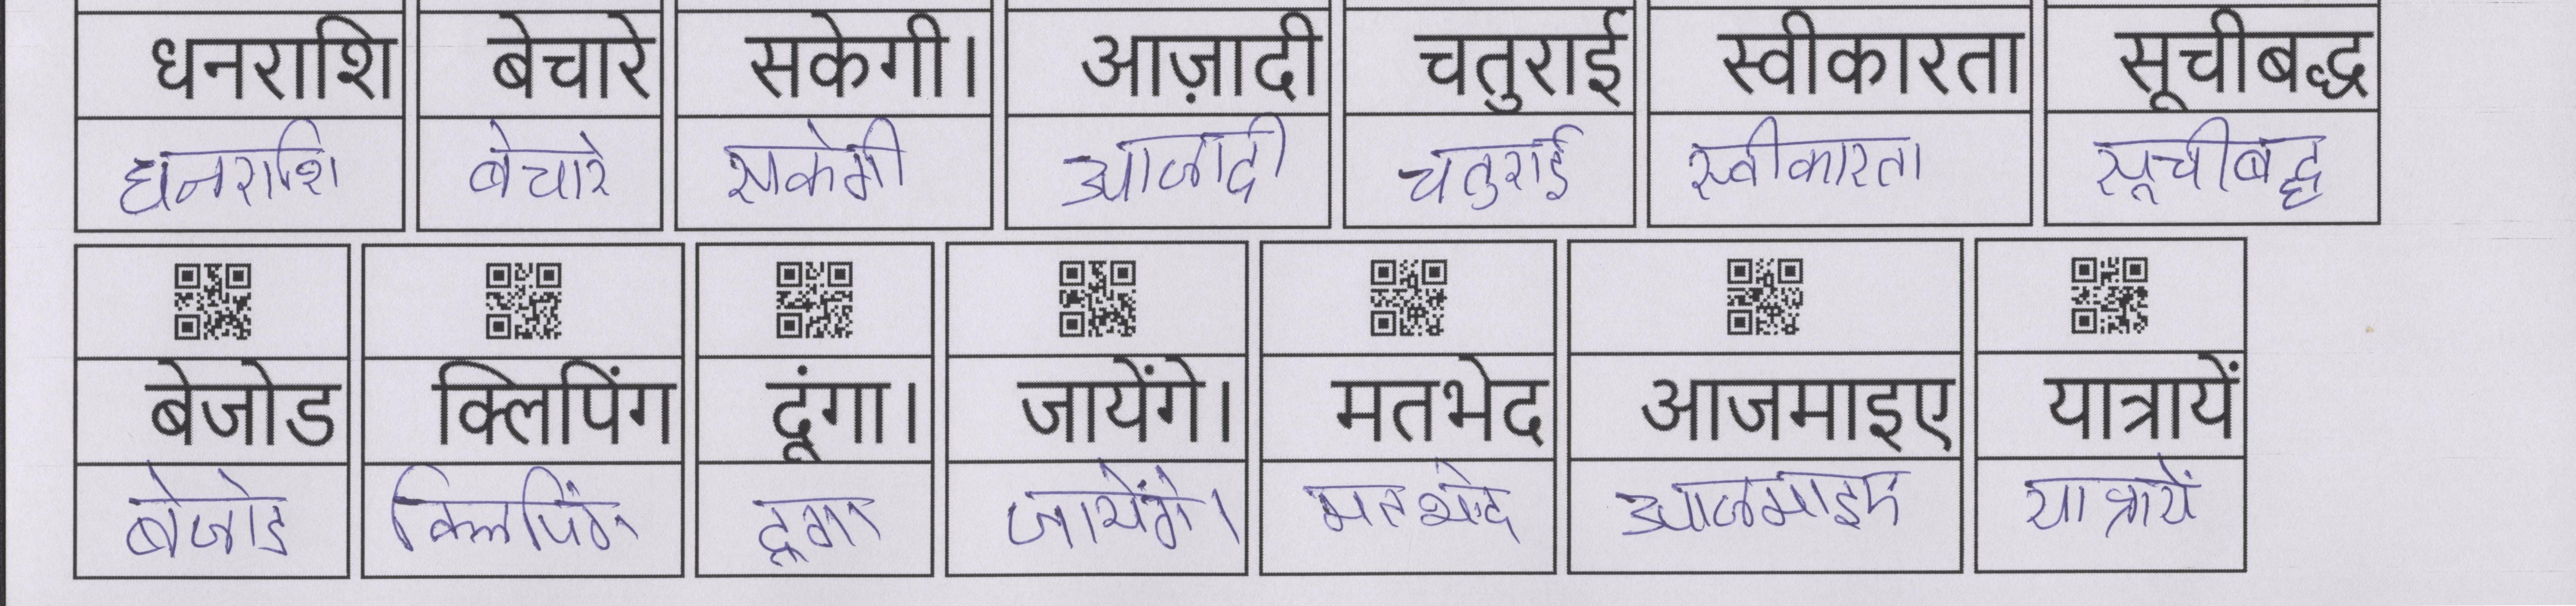 धनराशि बेचारे सकेगी। आज़ादी चतुराई स्वीकारता सूचीबद्ध
धनराशि बेचारे सकेगी आजादी चतुराई स्वीकारता सूचीबद्ध
बेजोड क्लिपिंग दूंगा। जायेंगे। मतभेद आजमाइए यात्रायें
बेजोड क्लिपिंग दूगा जायेंगे। मतभेद आजमाइए यात्रायें